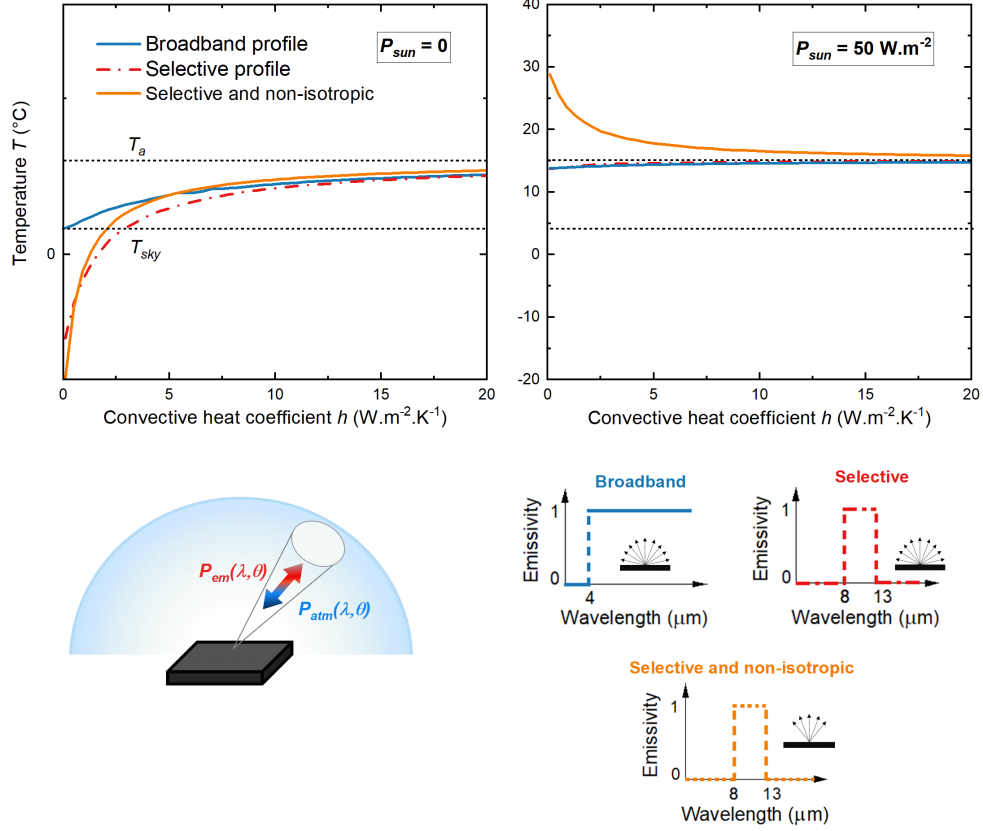 P_sun = 0
Broadband profile
Selective profile
Selective and non-isotropic
T_a
T_sky
Temperature T (°C)
0
0 5 10 15 20
Convective heat coefficient h (W.m⁻².K⁻¹)
P_sun = 50 W.m⁻²
40
30
20
10
0
-10
-20
0 5 10 15 20
Convective heat coefficient h (W.m⁻².K⁻¹)
P_em(λ,θ)
P_atm(λ,θ)
Broadband
Emissivity
1
0
4
Wavelength (μm)
Selective
Emissivity
1
0
8 13
Wavelength (μm)
Selective and non-isotropic
Emissivity
1
0
8 13
Wavelength (μm)